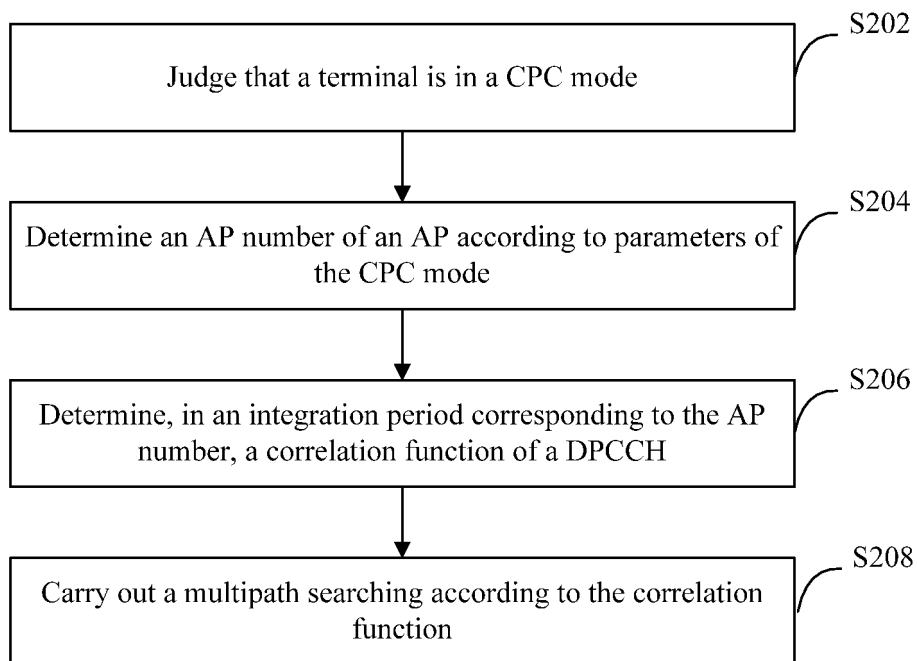 S202
Judge that a terminal is in a CPC mode
S204
Determine an AP number of an AP according to parameters of
the CPC mode
S206
Determine, in an integration period corresponding to the AP
number, a correlation function of a DPCCH
S208
Carry out a multipath searching according to the correlation
function